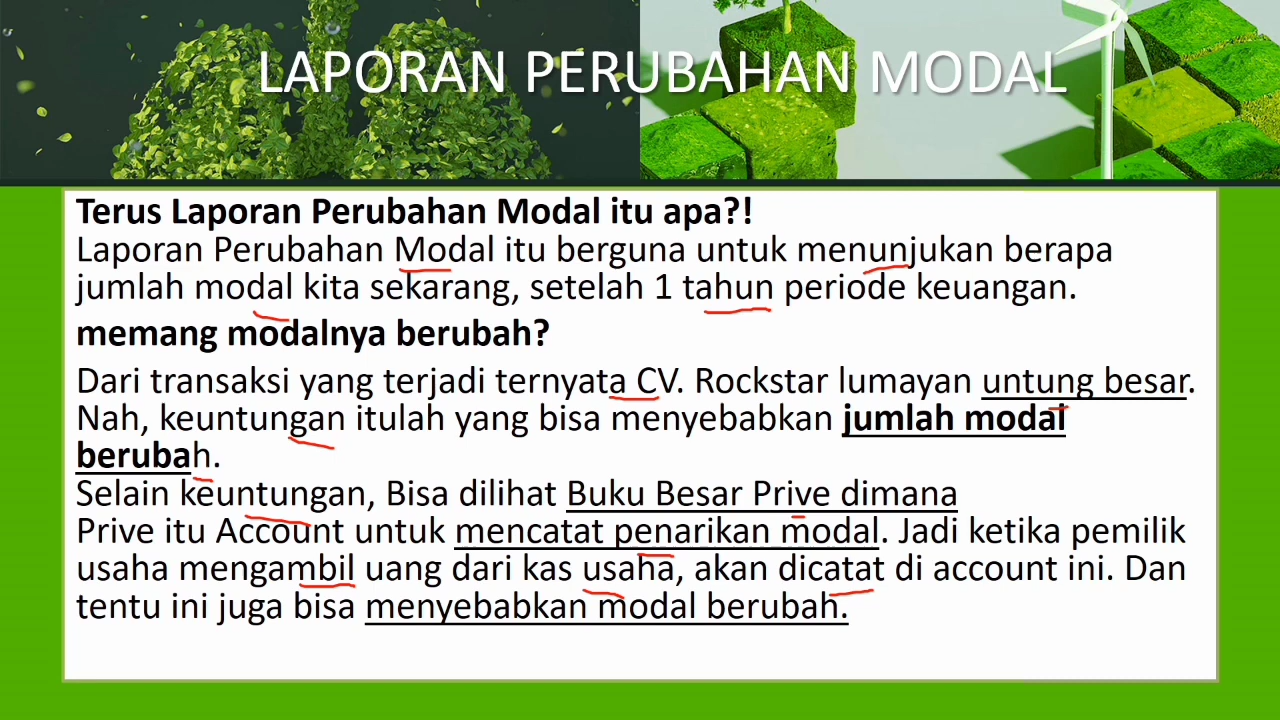 LAPORAN PERUBAHAN MODAL
Terus Laporan Perubahan Modal itu apa?!
Laporan Perubahan Modal itu berguna untuk menunjukan berapa
jumlah modal kita sekarang, setelah 1 tahun periode keuangan.
memang modalnya berubah?
Dari transaksi yang terjadi ternyata CV. Rockstar lumayan untung besar.
Nah, keuntungan itulah yang bisa menyebabkan jumlah modal
berubah.
Selain keuntungan, Bisa dilihat Buku Besar Prive dimana
Prive itu Account untuk mencatat penarikan modal. Jadi ketika pemilik
usaha mengambil uang dari kas usaha, akan dicatat di account ini. Dan
tentu ini juga bisa menyebabkan modal berubah.